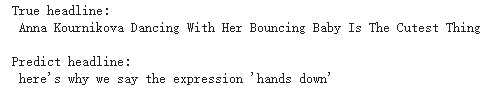 True headline:
Anna Kournikova Dancing With Her Bouncing Baby Is The Cutest Thing
Predict headline:
here's why we say the expression 'hands down'